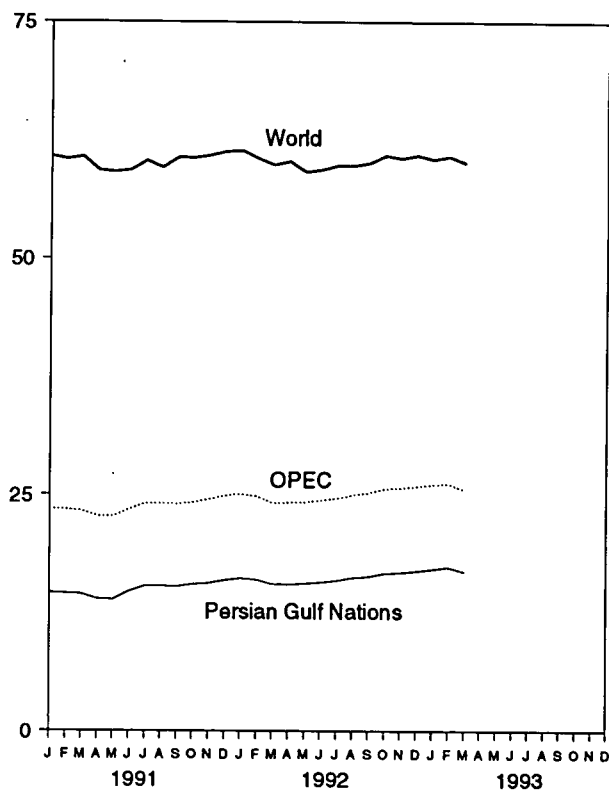 75
World
50
OPEC
25
Persian Gulf Nations
0
J F M A M J J A S O N D J F M A M J J A S O N D J F M A M J J A S O N D
1991 1992 1993